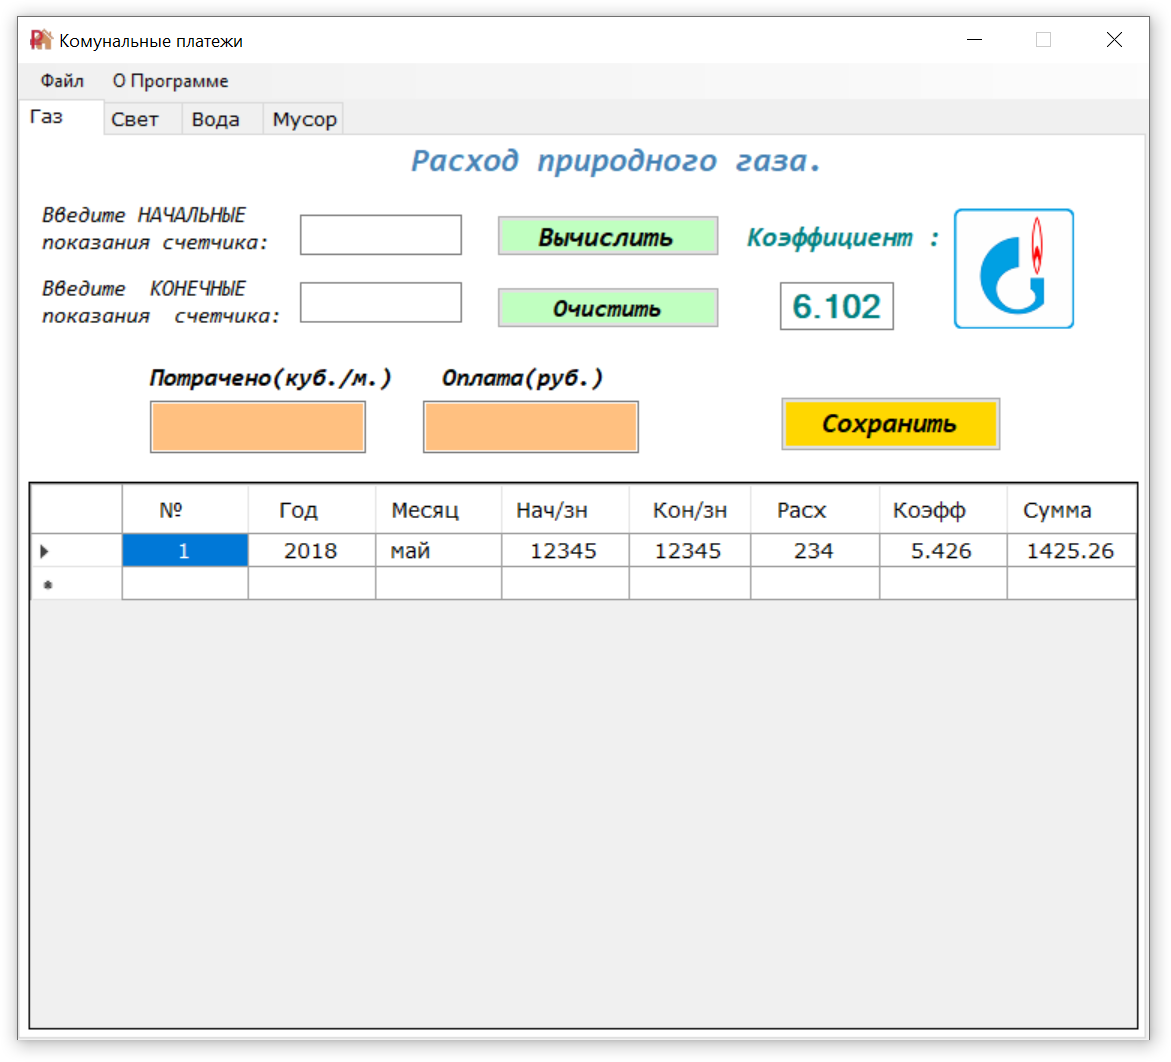 Комунальные платежи
Файл О Программе
Газ Свет Вода Мусор
Расход природного газа.
Введите НАЧАЛЬНЫЕ
показания счетчика:
Вычислить
Коэффициент :
Введите КОНЕЧНЫЕ
показания счетчика:
Очистить
6.102
Потрачено(куб./м.) Оплата(руб.)
Сохранить
№ Год Месяц Нач/зн Кон/зн Расх Коэфф Сумма
1 2018 май 12345 12345 234 5.426 1425.26